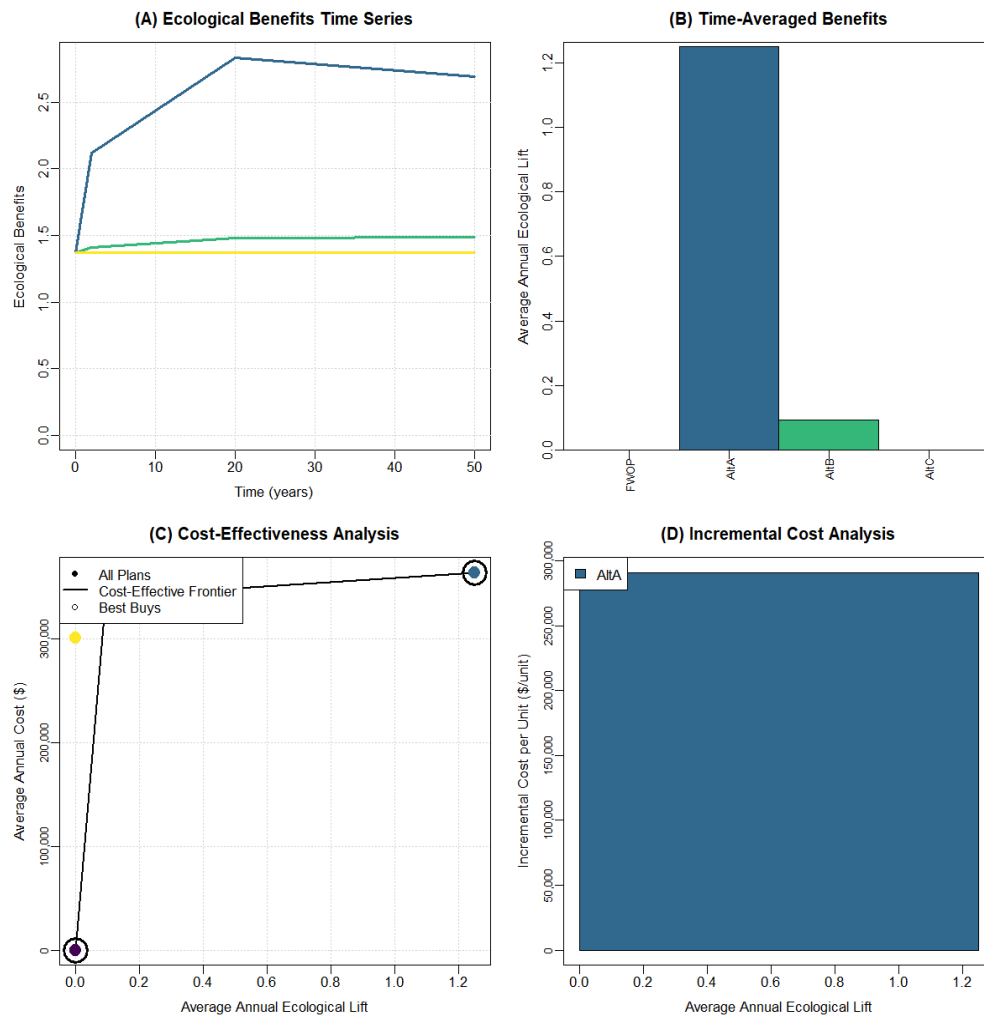 (A) Ecological Benefits Time Series
Ecological Benefits
0.0
0.5
1.0
1.5
2.0
2.5
0
10
20
30
40
50
Time (years)
(B) Time-Averaged Benefits
Average Annual Ecological Lift
0.0
0.2
0.4
0.6
0.8
1.0
1.2
FWOP
AltA
AltB
AltC
(C) Cost-Effectiveness Analysis
All Plans
Cost-Effective Frontier
Best Buys
Average Annual Cost ($)
0
100,000
200,000
300,000
0.0
0.2
0.4
0.6
0.8
1.0
1.2
Average Annual Ecological Lift
(D) Incremental Cost Analysis
AltA
Incremental Cost per Unit ($/unit)
0
50,000
100,000
150,000
200,000
250,000
300,000
0.0
0.2
0.4
0.6
0.8
1.0
1.2
Average Annual Ecological Lift